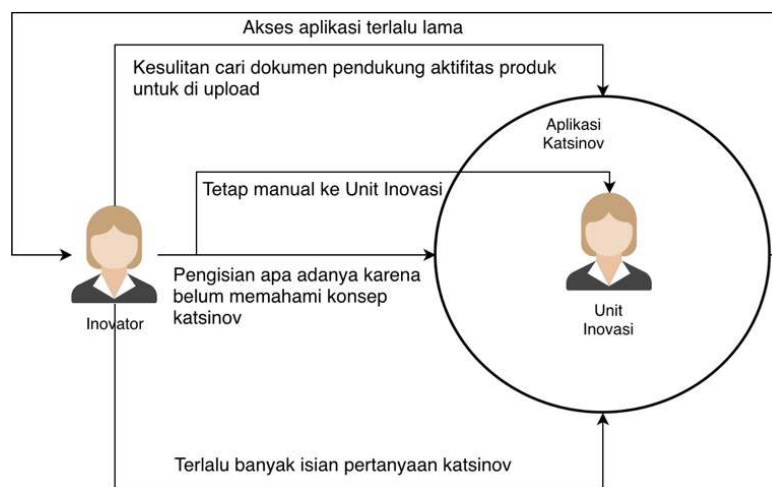 Akses aplikasi terlalu lama
Kesulitan cari dokumen pendukung aktifitas produk
untuk di upload
Aplikasi
Katsinov
Tetap manual ke Unit Inovasi
Pengisian apa adanya karena
belum memahami konsep
katsinov
Inovator
Unit
Inovasi
Terlalu banyak isian pertanyaan katsinov